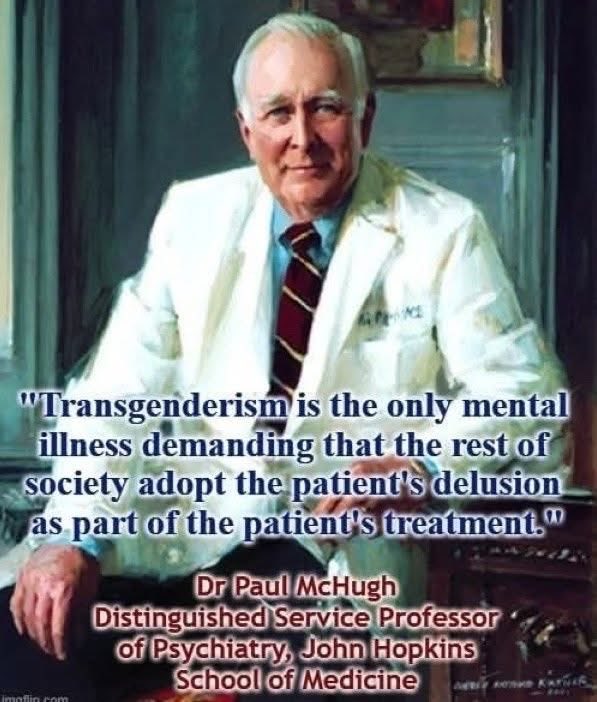 "Transgenderism is the only mental
illness demanding that the rest of
society adopt the patient's delusion
as part of the patient's treatment."
Dr Paul McHugh
Distinguished Service Professor
of Psychiatry, John Hopkins
School of Medicine
imgflip.com